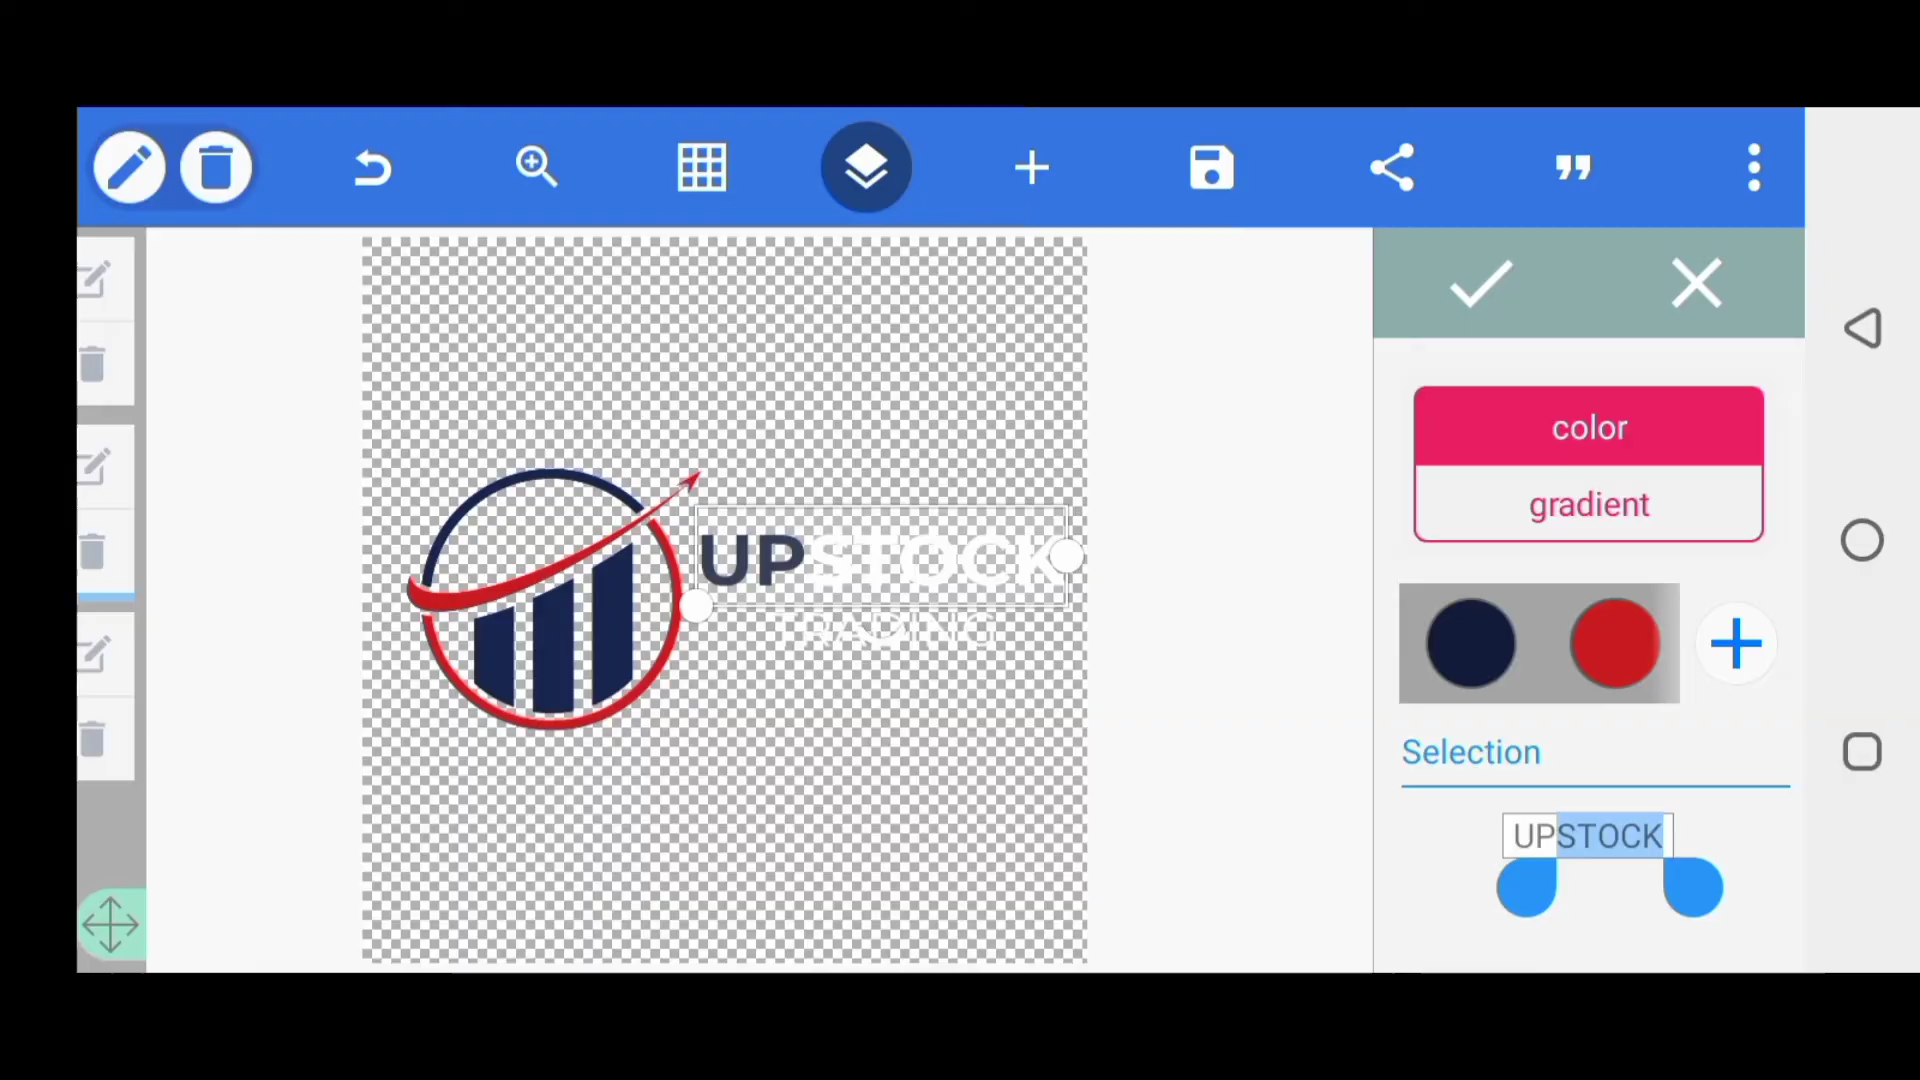 color
gradient
UPSTOCK
TRADING
Selection
UPSTOCK